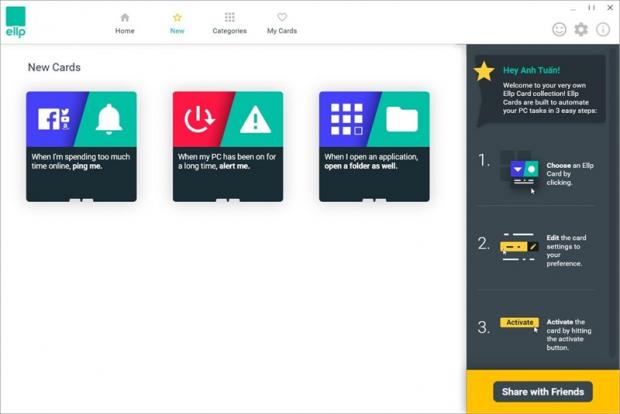 ellp
Home
New
Categories
My Cards
New Cards
When I'm spending too much
time online, ping me.
When my PC has been on for
a long time, alert me.
When I open an application,
open a folder as well.
Hey Anh Tuấn!
Welcome to your very own
Ellp Card collection! Ellp
Cards are built to automate
your PC tasks in 3 easy steps:
1.
Choose an Ellp
Card by
clicking.
2.
Edit the card
settings to
your
preference.
3.
Activate
Activate the
card by hitting
the activate
button.
Share with Friends